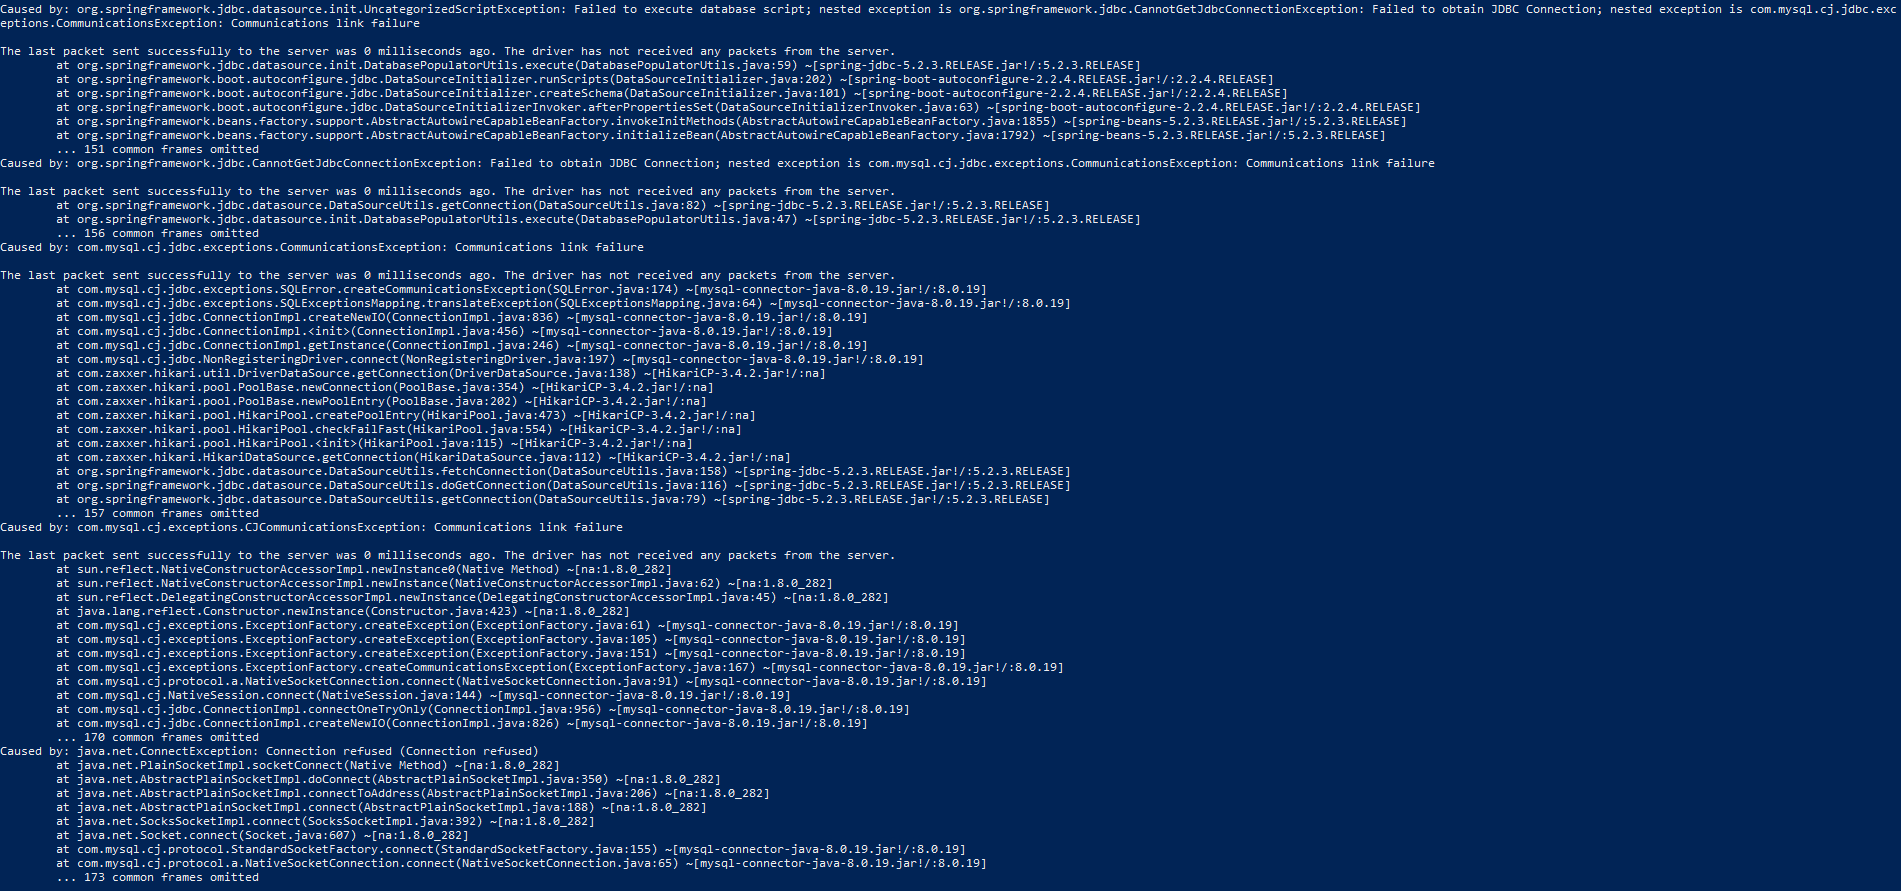 Caused by: org.springframework.jdbc.datasource.init.UncategorizedScriptException: Failed to execute database script; nested exception is org.springframework.jdbc.CannotGetJdbcConnectionException: Failed to obtain JDBC Connection; nested exception is com.mysql.cj.jdbc.exc
eptions.CommunicationsException: Communications link failure
The last packet sent successfully to the server was 0 milliseconds ago. The driver has not received any packets from the server.
at org.springframework.jdbc.datasource.init.DatabasePopulatorUtils.execute(DatabasePopulatorUtils.java:59) ~[spring-jdbc-5.2.3.RELEASE.jar!/:5.2.3.RELEASE]
at org.springframework.boot.autoconfigure.jdbc.DataSourceInitializer.runScripts(DataSourceInitializer.java:202) ~[spring-boot-autoconfigure-2.2.4.RELEASE.jar!/:2.2.4.RELEASE]
at org.springframework.boot.autoconfigure.jdbc.DataSourceInitializer.createSchema(DataSourceInitializer.java:101) ~[spring-boot-autoconfigure-2.2.4.RELEASE.jar!/:2.2.4.RELEASE]
at org.springframework.boot.autoconfigure.jdbc.DataSourceInitializerInvoker.afterPropertiesSet(DataSourceInitializerInvoker.java:63) ~[spring-boot-autoconfigure-2.2.4.RELEASE.jar!/:2.2.4.RELEASE]
at org.springframework.beans.factory.support.AbstractAutowireCapableBeanFactory.invokeInitMethods(AbstractAutowireCapableBeanFactory.java:1855) ~[spring-beans-5.2.3.RELEASE.jar!/:5.2.3.RELEASE]
at org.springframework.beans.factory.support.AbstractAutowireCapableBeanFactory.initializeBean(AbstractAutowireCapableBeanFactory.java:1792) ~[spring-beans-5.2.3.RELEASE.jar!/:5.2.3.RELEASE]
... 151 common frames omitted
Caused by: org.springframework.jdbc.CannotGetJdbcConnectionException: Failed to obtain JDBC Connection; nested exception is com.mysql.cj.jdbc.exceptions.CommunicationsException: Communications link failure
The last packet sent successfully to the server was 0 milliseconds ago. The driver has not received any packets from the server.
at org.springframework.jdbc.datasource.DataSourceUtils.getConnection(DataSourceUtils.java:82) ~[spring-jdbc-5.2.3.RELEASE.jar!/:5.2.3.RELEASE]
at org.springframework.jdbc.datasource.init.DatabasePopulatorUtils.execute(DatabasePopulatorUtils.java:47) ~[spring-jdbc-5.2.3.RELEASE.jar!/:5.2.3.RELEASE]
... 156 common frames omitted
Caused by: com.mysql.cj.jdbc.exceptions.CommunicationsException: Communications link failure
The last packet sent successfully to the server was 0 milliseconds ago. The driver has not received any packets from the server.
at com.mysql.cj.jdbc.exceptions.SQLError.createCommunicationsException(SQLError.java:174) ~[mysql-connector-java-8.0.19.jar!/:8.0.19]
at com.mysql.cj.jdbc.exceptions.SQLExceptionsMapping.translateException(SQLExceptionsMapping.java:64) ~[mysql-connector-java-8.0.19.jar!/:8.0.19]
at com.mysql.cj.jdbc.ConnectionImpl.createNewIO(ConnectionImpl.java:836) ~[mysql-connector-java-8.0.19.jar!/:8.0.19]
at com.mysql.cj.jdbc.ConnectionImpl.<init>(ConnectionImpl.java:456) ~[mysql-connector-java-8.0.19.jar!/:8.0.19]
at com.mysql.cj.jdbc.ConnectionImpl.getInstance(ConnectionImpl.java:246) ~[mysql-connector-java-8.0.19.jar!/:8.0.19]
at com.mysql.cj.jdbc.NonRegisteringDriver.connect(NonRegisteringDriver.java:197) ~[mysql-connector-java-8.0.19.jar!/:8.0.19]
at com.zaxxer.hikari.util.DriverDataSource.getConnection(DriverDataSource.java:138) ~[HikariCP-3.4.2.jar!/:na]
at com.zaxxer.hikari.pool.PoolBase.newConnection(PoolBase.java:354) ~[HikariCP-3.4.2.jar!/:na]
at com.zaxxer.hikari.pool.PoolBase.newPoolEntry(PoolBase.java:202) ~[HikariCP-3.4.2.jar!/:na]
at com.zaxxer.hikari.pool.HikariPool.createPoolEntry(HikariPool.java:473) ~[HikariCP-3.4.2.jar!/:na]
at com.zaxxer.hikari.pool.HikariPool.checkFailFast(HikariPool.java:554) ~[HikariCP-3.4.2.jar!/:na]
at com.zaxxer.hikari.pool.HikariPool.<init>(HikariPool.java:115) ~[HikariCP-3.4.2.jar!/:na]
at com.zaxxer.hikari.HikariDataSource.getConnection(HikariDataSource.java:112) ~[HikariCP-3.4.2.jar!/:na]
at org.springframework.jdbc.datasource.DataSourceUtils.fetchConnection(DataSourceUtils.java:158) ~[spring-jdbc-5.2.3.RELEASE.jar!/:5.2.3.RELEASE]
at org.springframework.jdbc.datasource.DataSourceUtils.doGetConnection(DataSourceUtils.java:116) ~[spring-jdbc-5.2.3.RELEASE.jar!/:5.2.3.RELEASE]
at org.springframework.jdbc.datasource.DataSourceUtils.getConnection(DataSourceUtils.java:79) ~[spring-jdbc-5.2.3.RELEASE.jar!/:5.2.3.RELEASE]
... 157 common frames omitted
Caused by: com.mysql.cj.exceptions.CJCommunicationsException: Communications link failure
The last packet sent successfully to the server was 0 milliseconds ago. The driver has not received any packets from the server.
at sun.reflect.NativeConstructorAccessorImpl.newInstance0(Native Method) ~[na:1.8.0_282]
at sun.reflect.NativeConstructorAccessorImpl.newInstance(NativeConstructorAccessorImpl.java:62) ~[na:1.8.0_282]
at sun.reflect.DelegatingConstructorAccessorImpl.newInstance(DelegatingConstructorAccessorImpl.java:45) ~[na:1.8.0_282]
at java.lang.reflect.Constructor.newInstance(Constructor.java:423) ~[na:1.8.0_282]
at com.mysql.cj.exceptions.ExceptionFactory.createException(ExceptionFactory.java:61) ~[mysql-connector-java-8.0.19.jar!/:8.0.19]
at com.mysql.cj.exceptions.ExceptionFactory.createException(ExceptionFactory.java:105) ~[mysql-connector-java-8.0.19.jar!/:8.0.19]
at com.mysql.cj.exceptions.ExceptionFactory.createException(ExceptionFactory.java:151) ~[mysql-connector-java-8.0.19.jar!/:8.0.19]
at com.mysql.cj.exceptions.ExceptionFactory.createCommunicationsException(ExceptionFactory.java:167) ~[mysql-connector-java-8.0.19.jar!/:8.0.19]
at com.mysql.cj.protocol.a.NativeSocketConnection.connect(NativeSocketConnection.java:91) ~[mysql-connector-java-8.0.19.jar!/:8.0.19]
at com.mysql.cj.NativeSession.connect(NativeSession.java:144) ~[mysql-connector-java-8.0.19.jar!/:8.0.19]
at com.mysql.cj.jdbc.ConnectionImpl.connectOneTryOnly(ConnectionImpl.java:956) ~[mysql-connector-java-8.0.19.jar!/:8.0.19]
at com.mysql.cj.jdbc.ConnectionImpl.createNewIO(ConnectionImpl.java:826) ~[mysql-connector-java-8.0.19.jar!/:8.0.19]
... 170 common frames omitted
Caused by: java.net.ConnectException: Connection refused (Connection refused)
at java.net.PlainSocketImpl.socketConnect(Native Method) ~[na:1.8.0_282]
at java.net.AbstractPlainSocketImpl.doConnect(AbstractPlainSocketImpl.java:350) ~[na:1.8.0_282]
at java.net.AbstractPlainSocketImpl.connectToAddress(AbstractPlainSocketImpl.java:206) ~[na:1.8.0_282]
at java.net.AbstractPlainSocketImpl.connect(AbstractPlainSocketImpl.java:188) ~[na:1.8.0_282]
at java.net.SocksSocketImpl.connect(SocksSocketImpl.java:392) ~[na:1.8.0_282]
at java.net.Socket.connect(Socket.java:607) ~[na:1.8.0_282]
at com.mysql.cj.protocol.StandardSocketFactory.connect(StandardSocketFactory.java:155) ~[mysql-connector-java-8.0.19.jar!/:8.0.19]
at com.mysql.cj.protocol.a.NativeSocketConnection.connect(NativeSocketConnection.java:65) ~[mysql-connector-java-8.0.19.jar!/:8.0.19]
... 173 common frames omitted